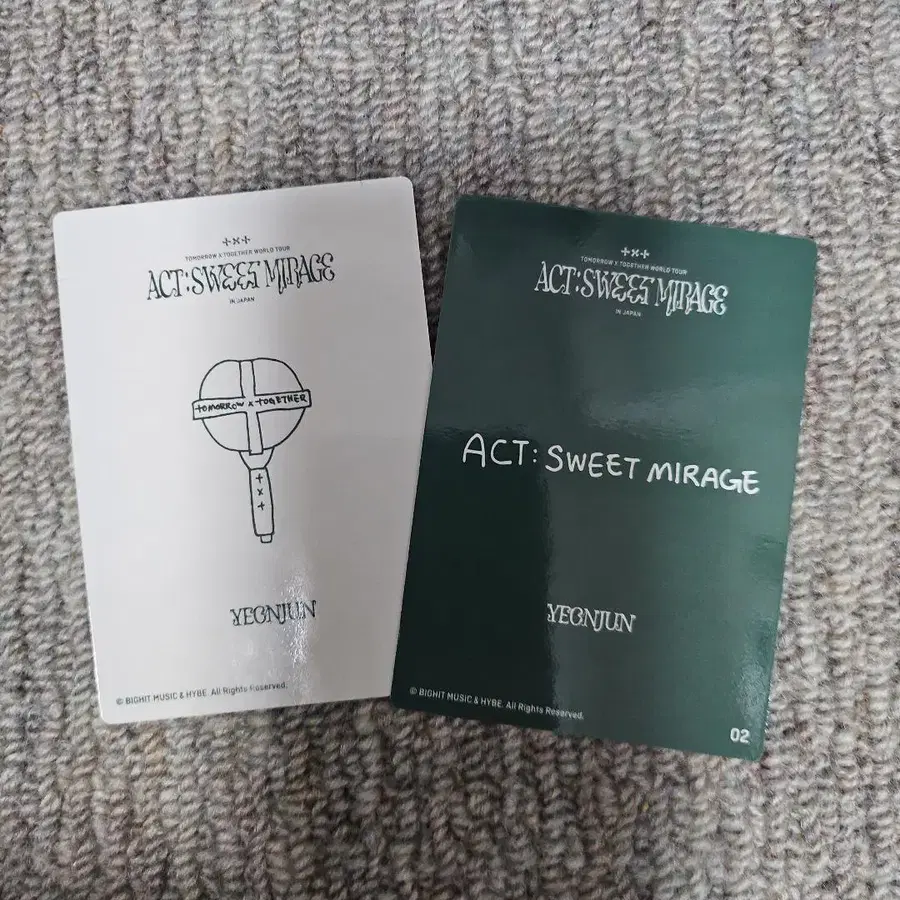 +×+
TOMORROW X TOGETHER WORLD TOUR
ACT:SWEET MIRAGE
IN JAPAN
TOMORROW x TOGETHER
+
×
+
YEONJUN
© BIGHIT MUSIC & HYBE. All Rights Reserved.
+×+
TOMORROW X TOGETHER WORLD TOUR
ACT:SWEET MIRAGE
IN JAPAN
ACT: SWEET MIRAGE
YEONJUN
© BIGHIT MUSIC & HYBE. All Rights Reserved.
02